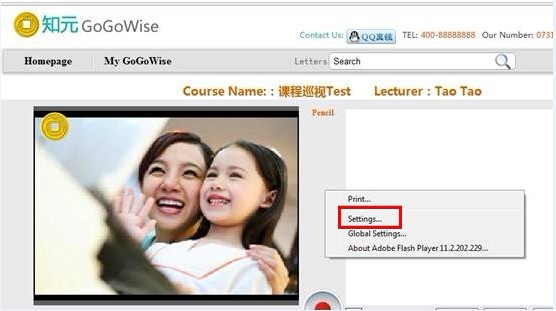 知元 GoGoWise
Contact Us: QQ离线 TEL: 400-88888888 Our Number: 0731
Homepage My GoGoWise Letters Search
Course Name: : 课程巡视Test Lecturer : Tao Tao
Pencil
Print...
Settings...
Global Settings...
About Adobe Flash Player 11.2.202.229...